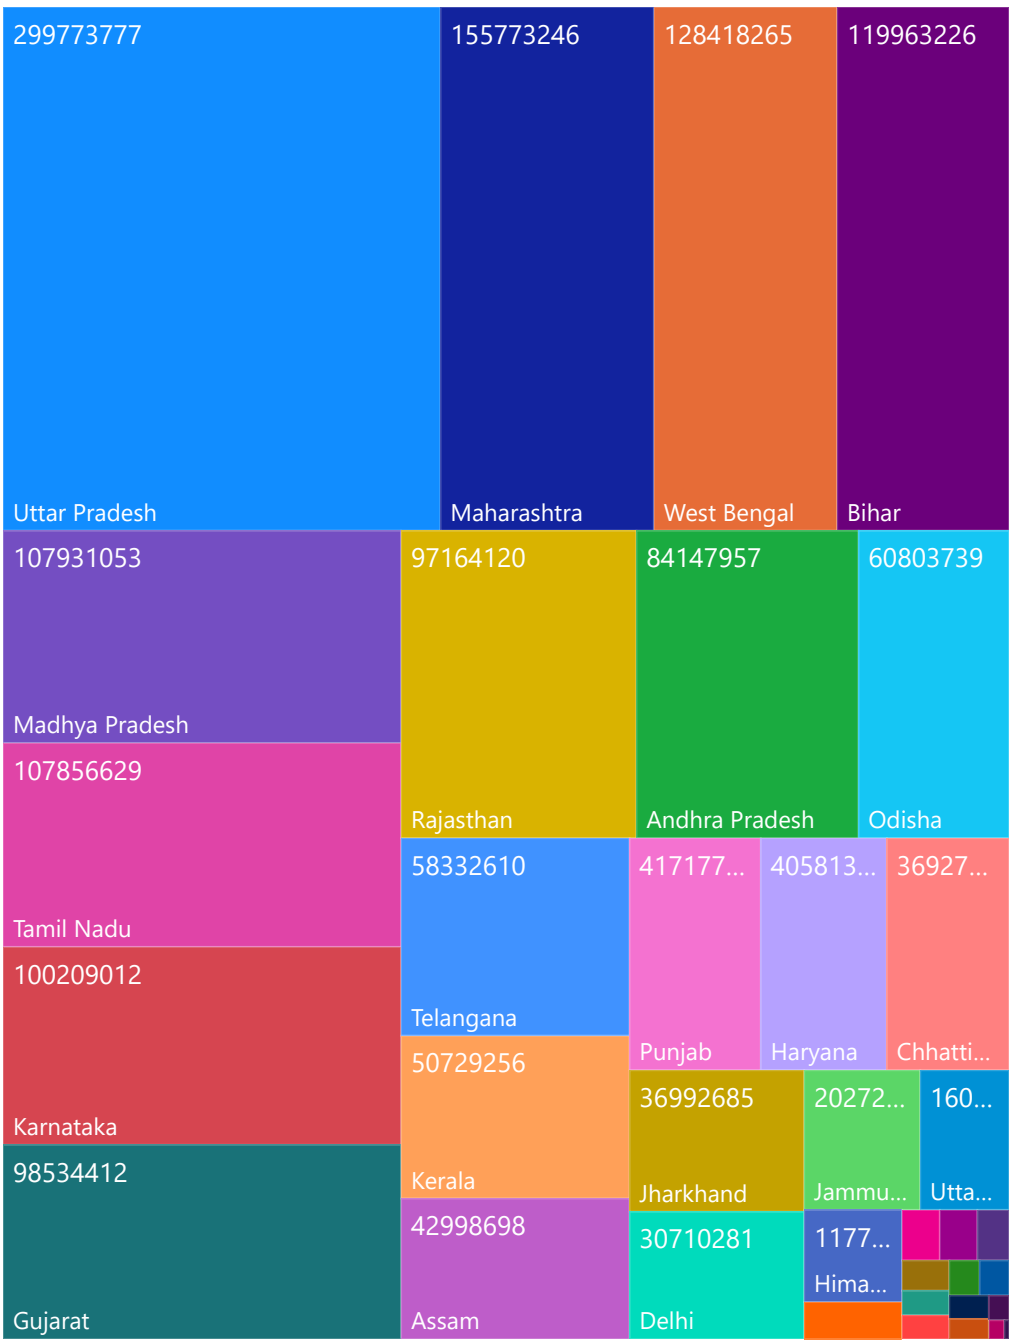 299773777
Uttar Pradesh
155773246
Maharashtra
128418265
West Bengal
119963226
Bihar
107931053
Madhya Pradesh
107856629
Tamil Nadu
100209012
Karnataka
98534412
Gujarat
97164120
Rajasthan
84147957
Andhra Pradesh
60803739
Odisha
58332610
Telangana
50729256
Kerala
42998698
Assam
417177...
Punjab
405813...
Haryana
36927...
Chhatti...
36992685
Jharkhand
30710281
Delhi
20272...
Jammu...
160...
Utta...
1177...
Hima...